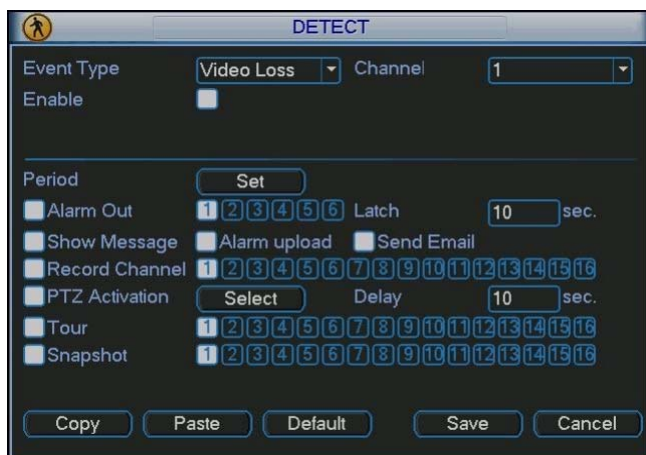 DETECT
Event Type Video Loss Channel 1
Enable
Period Set
Alarm Out 1 2 3 4 5 6 Latch 10 sec.
Show Message Alarm upload Send Email
Record Channel 1 2 3 4 5 6 7 8 9 10 11 12 13 14 15 16
PTZ Activation Select Delay 10 sec.
Tour 1 2 3 4 5 6 7 8 9 10 11 12 13 14 15 16
Snapshot 1 2 3 4 5 6 7 8 9 10 11 12 13 14 15 16
Copy Paste Default Save Cancel